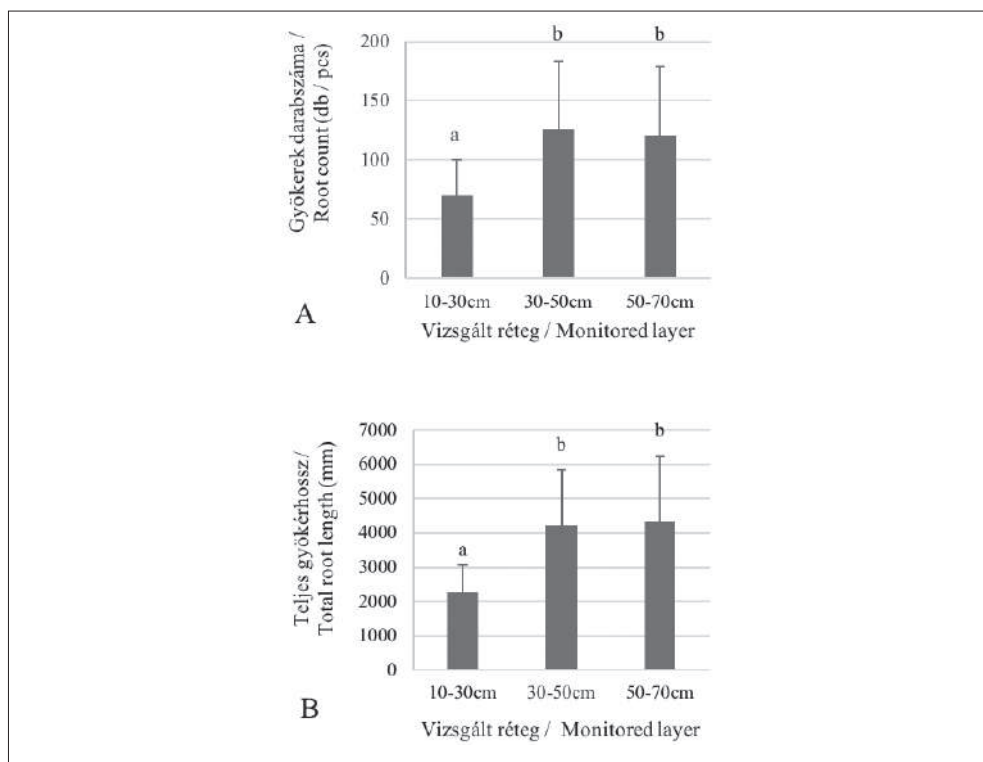 Gyökerek darabszáma /
Root count (db / pcs)
200
150
100
50
0
a
b
b
10-30cm 30-50cm 50-70cm
A
Vizsgált réteg / Monitored layer
Teljes gyökérhossz /
Total root length (mm)
7000
6000
5000
4000
3000
2000
1000
0
a
b
b
10-30cm 30-50cm 50-70cm
B
Vizsgált réteg / Monitored layer